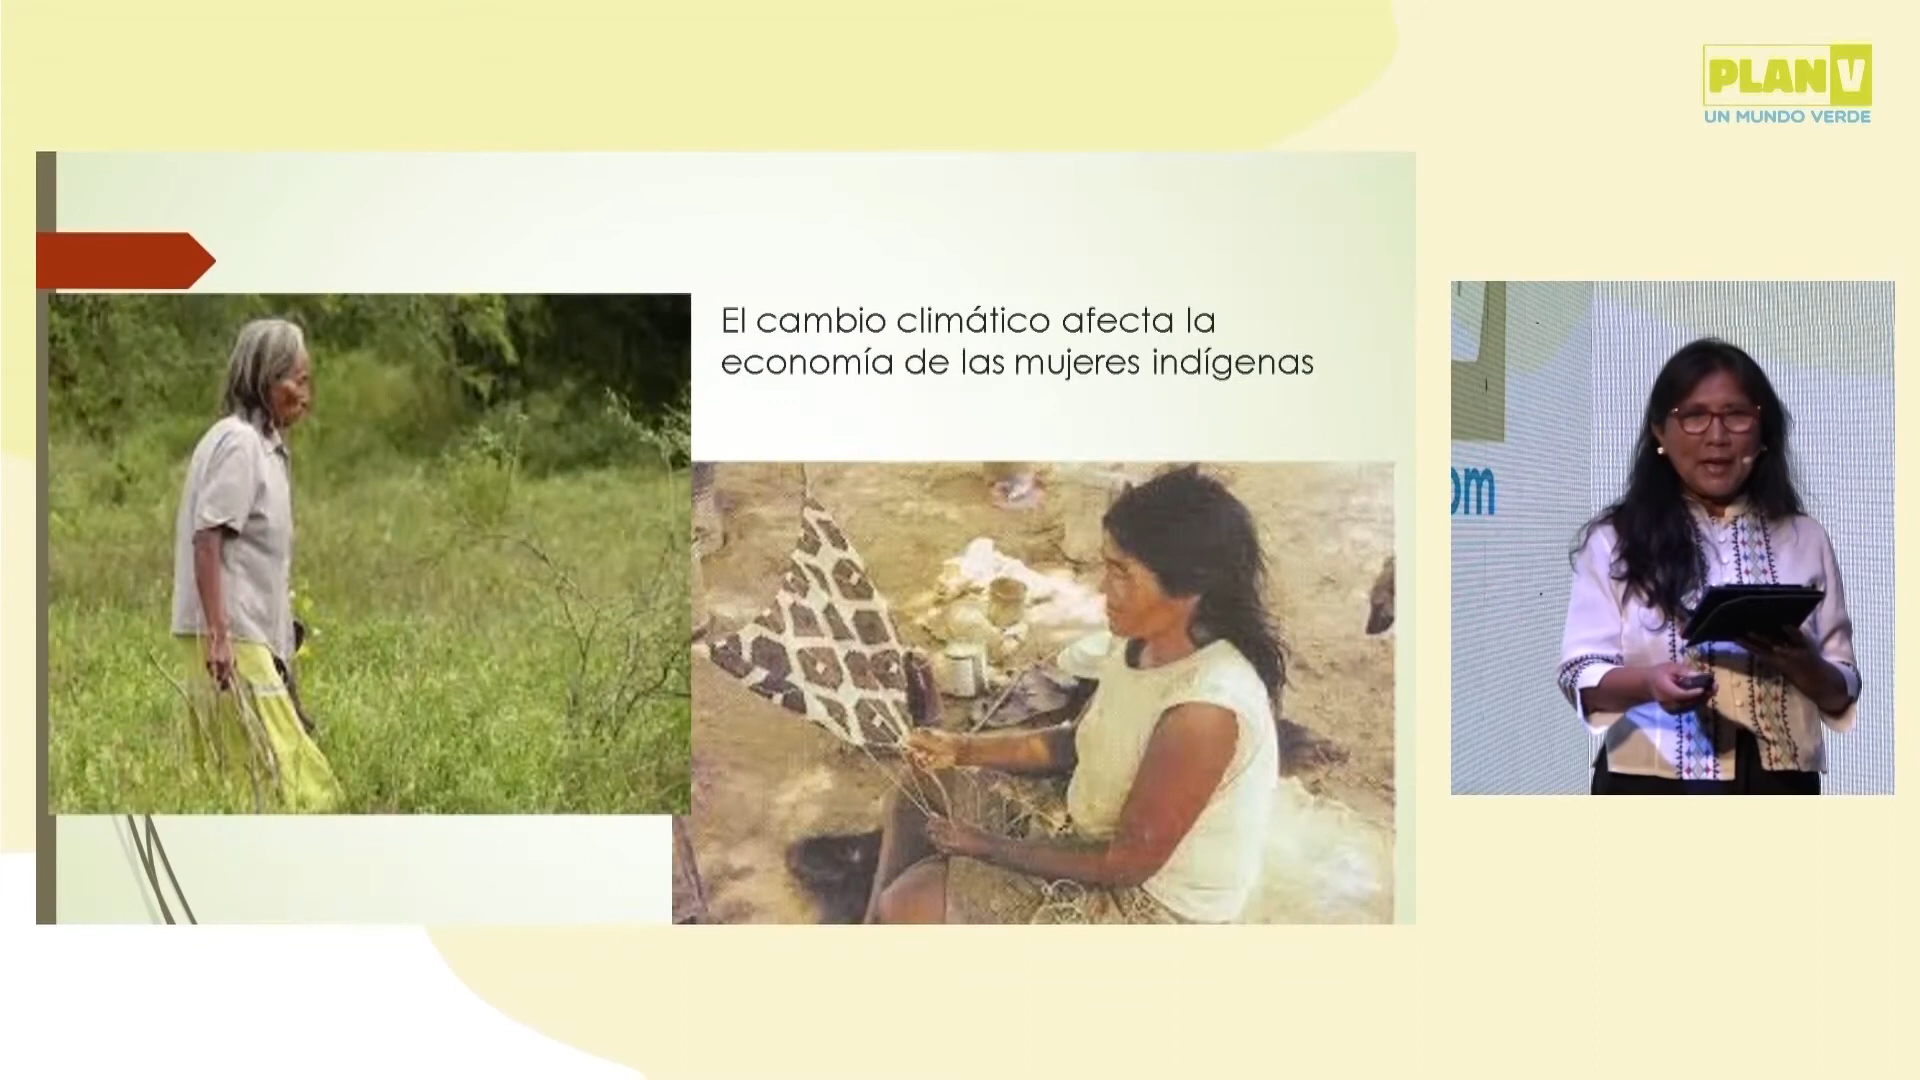 PLAN V
UN MUNDO VERDE
El cambio climático afecta la
economía de las mujeres indígenas
om